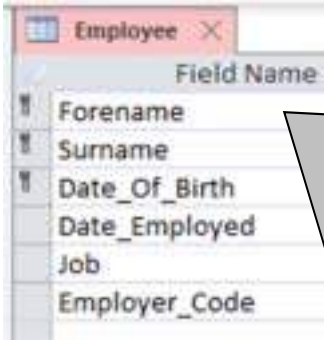 Employee
Field Name
Forename
Surname
Date_Of_Birth
Date_Employed
Job
Employer_Code